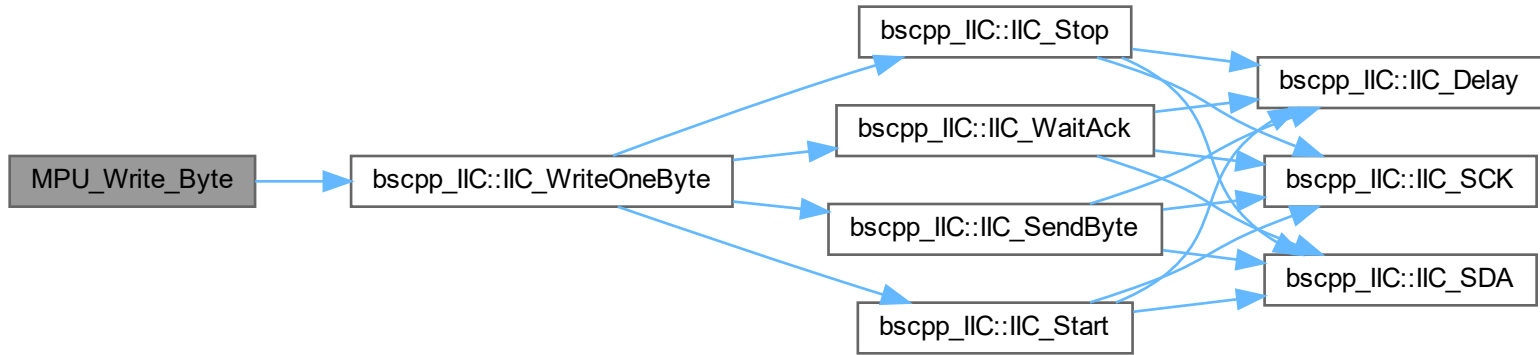 MPU_Write_Byte
bscpp_IIC::IIC_WriteOneByte
bscpp_IIC::IIC_Stop
bscpp_IIC::IIC_WaitAck
bscpp_IIC::IIC_SendByte
bscpp_IIC::IIC_Start
bscpp_IIC::IIC_Delay
bscpp_IIC::IIC_SCK
bscpp_IIC::IIC_SDA